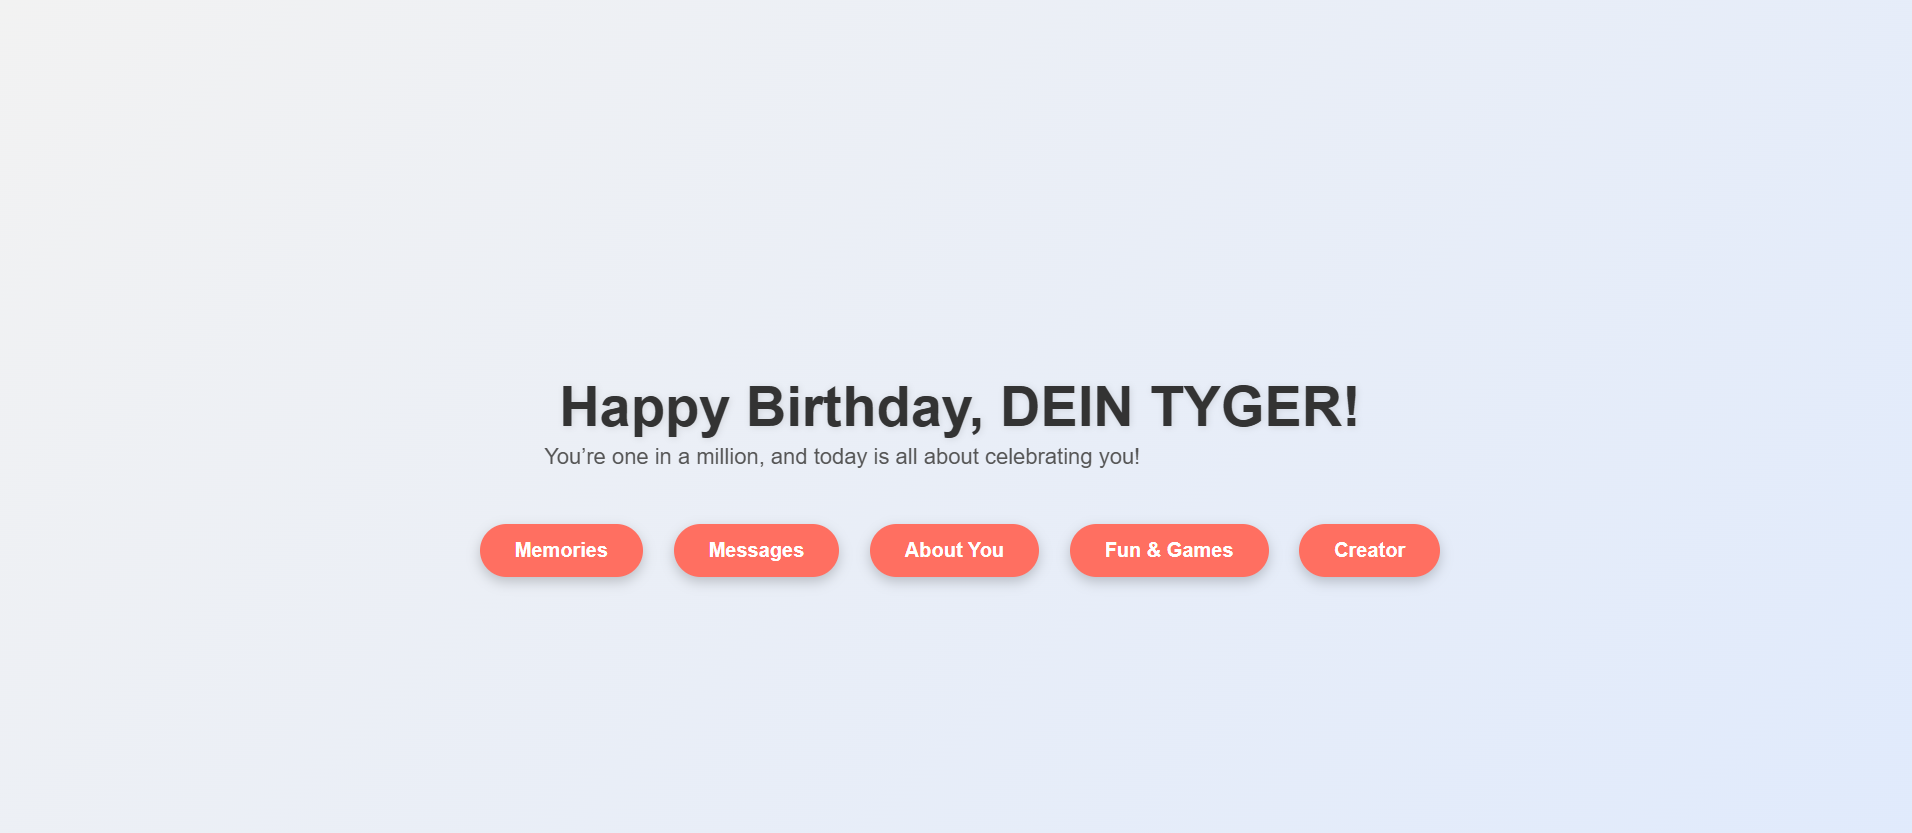 Happy Birthday, DEIN TYGER!
You’re one in a million, and today is all about celebrating you!
Memories
Messages
About You
Fun & Games
Creator